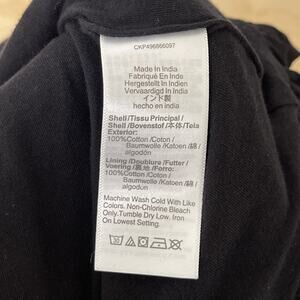 CKP496866097
Made In India
Fabriqué En Inde
Hergestellt In Indien
Vervaardigd In India
インド製
hecho en india
Shell/Tissu Principal/
Shell/Bovenstof/本体/Tela
Exterior:
100%Cotton/Coton/
Baumwolle/Katoen/綿/
algodón
Lining/Doublure/Futter/
Voering/裏地/Forro:
100%Cotton/Coton/
Baumwolle/Katoen/綿/
algodón
Machine Wash Cold With Like
Colors. Non-Chlorine Bleach
Only.Tumble Dry Low. Iron
On Lowest Setting.